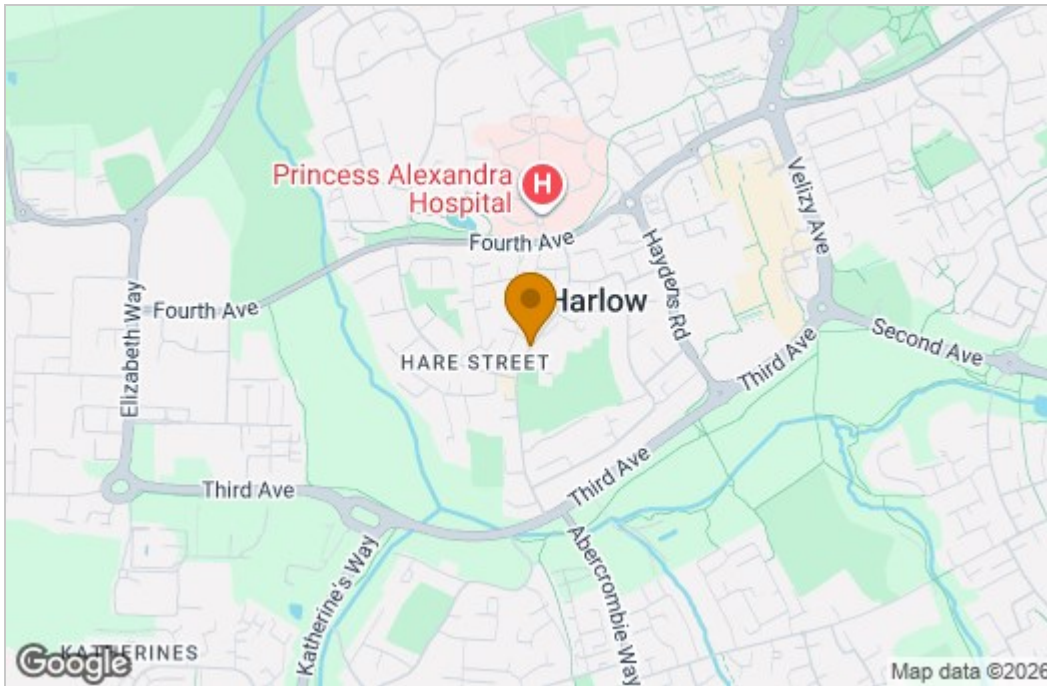 Princess Alexandra
Hospital
H
Fourth Ave
Velizy Ave
Haydens Rd
Fourth Ave
Harlow
Elizabeth Way
HARE STREET
Third Ave
Second Ave
Third Ave
Third Ave
Katherine's Way
Abercrombie Way
KATHERINES
Google
Map data ©2026